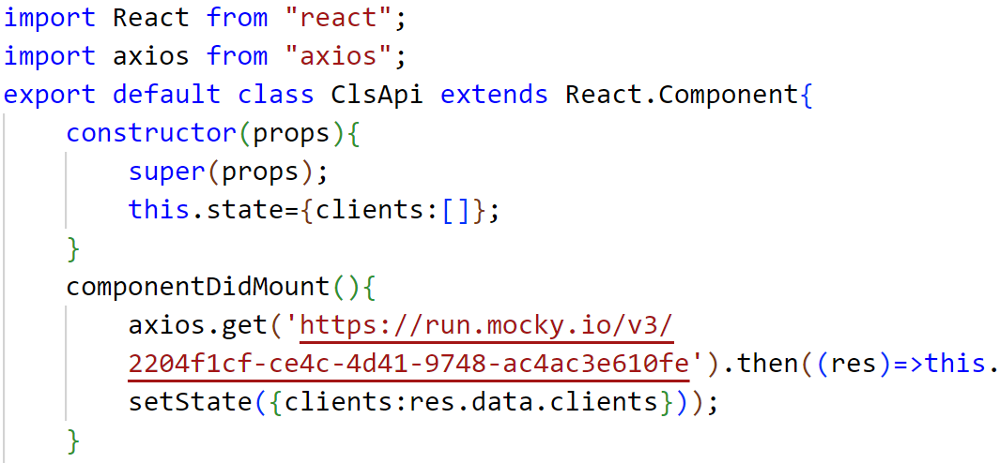 import React from "react";
import axios from "axios";
export default class ClsApi extends React.Component{
    constructor(props){
        super(props);
        this.state={clients:[]};
    }
    componentDidMount(){
        axios.get('https://run.mocky.io/v3/
        2204f1cf-ce4c-4d41-9748-ac4ac3e610fe').then((res)=>this.
        setState({clients:res.data.clients}));
    }